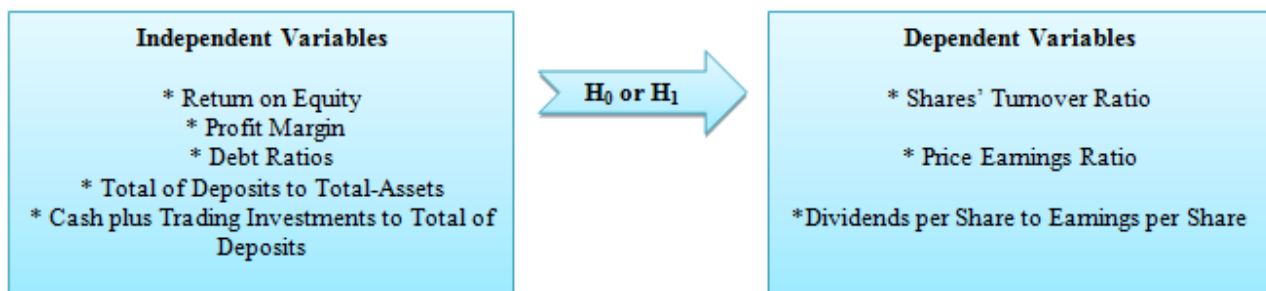 Independent Variables
* Return on Equity
* Profit Margin
* Debt Ratios
* Total of Deposits to Total-Assets
* Cash plus Trading Investments to Total of
Deposits
H₀ or H₁
Dependent Variables
* Shares’ Turnover Ratio
* Price Earnings Ratio
*Dividends per Share to Earnings per Share